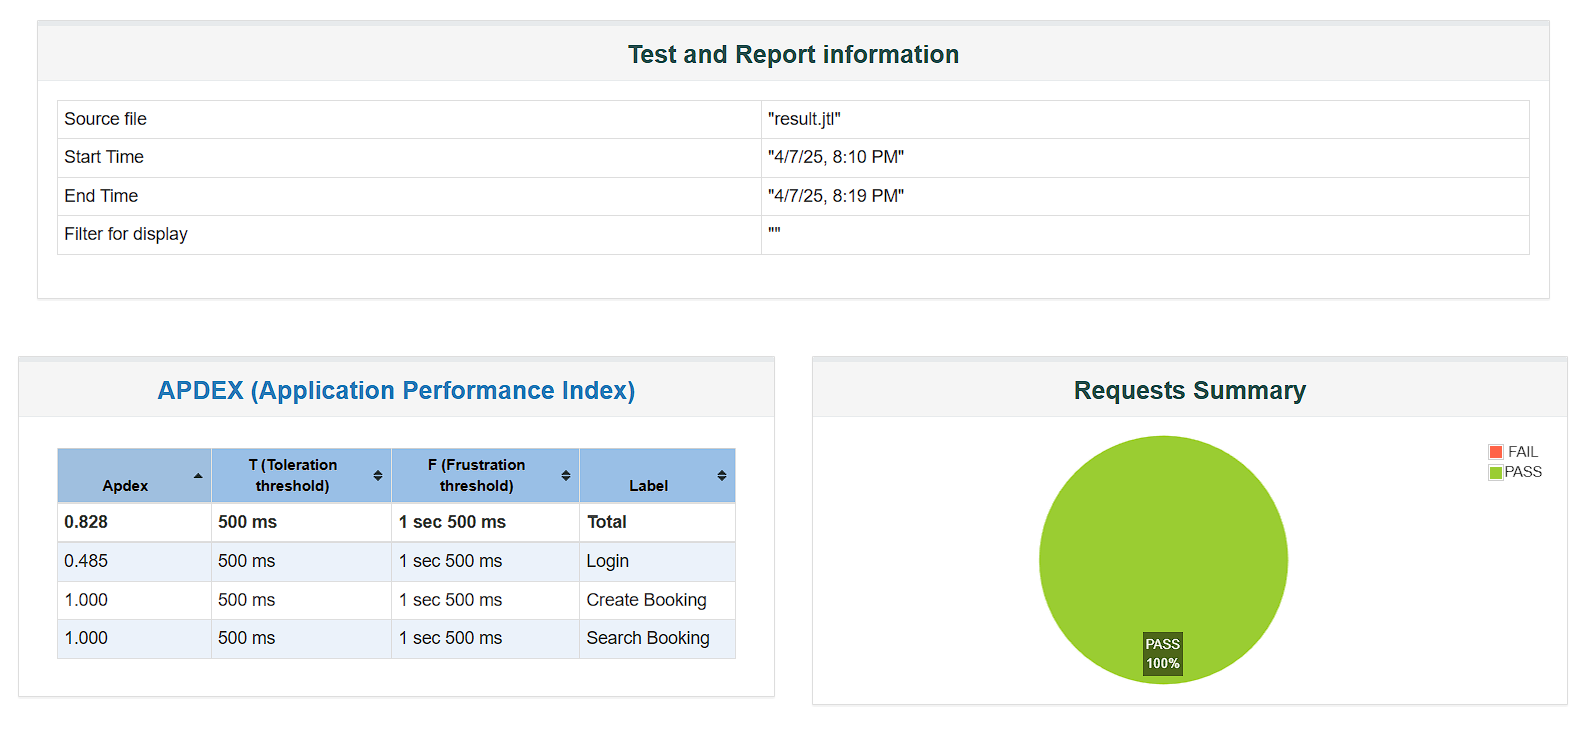 Test and Report information
Source file "result.jtl"
Start Time "4/7/25, 8:10 PM"
End Time "4/7/25, 8:19 PM"
Filter for display ""
APDEX (Application Performance Index)
Apdex T (Toleration threshold) F (Frustration threshold) Label
0.828 500 ms 1 sec 500 ms Total
0.485 500 ms 1 sec 500 ms Login
1.000 500 ms 1 sec 500 ms Create Booking
1.000 500 ms 1 sec 500 ms Search Booking
Requests Summary
FAIL
PASS
PASS
100%